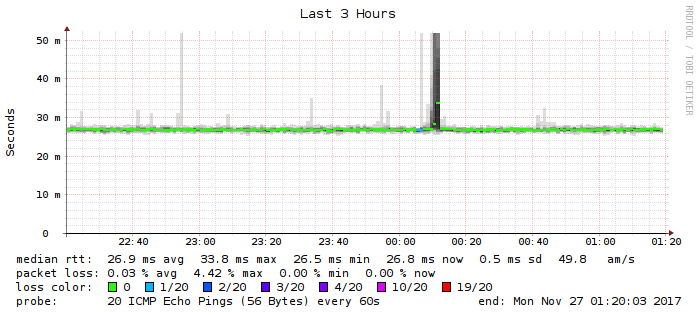 Last 3 Hours
RRDTOOL / TOBI OETIKER
Seconds
50 m
40 m
30 m
20 m
10 m
0
22:40 23:00 23:20 23:40 00:00 00:20 00:40 01:00 01:20
median rtt: 26.9 ms avg 33.8 ms max 26.5 ms min 26.8 ms now 0.5 ms sd 49.8 am/s
packet loss: 0.03 % avg 4.42 % max 0.00 % min 0.00 % now
loss color: 0 1/20 2/20 3/20 4/20 10/20 19/20
probe: 20 ICMP Echo Pings (56 Bytes) every 60s end: Mon Nov 27 01:20:03 2017